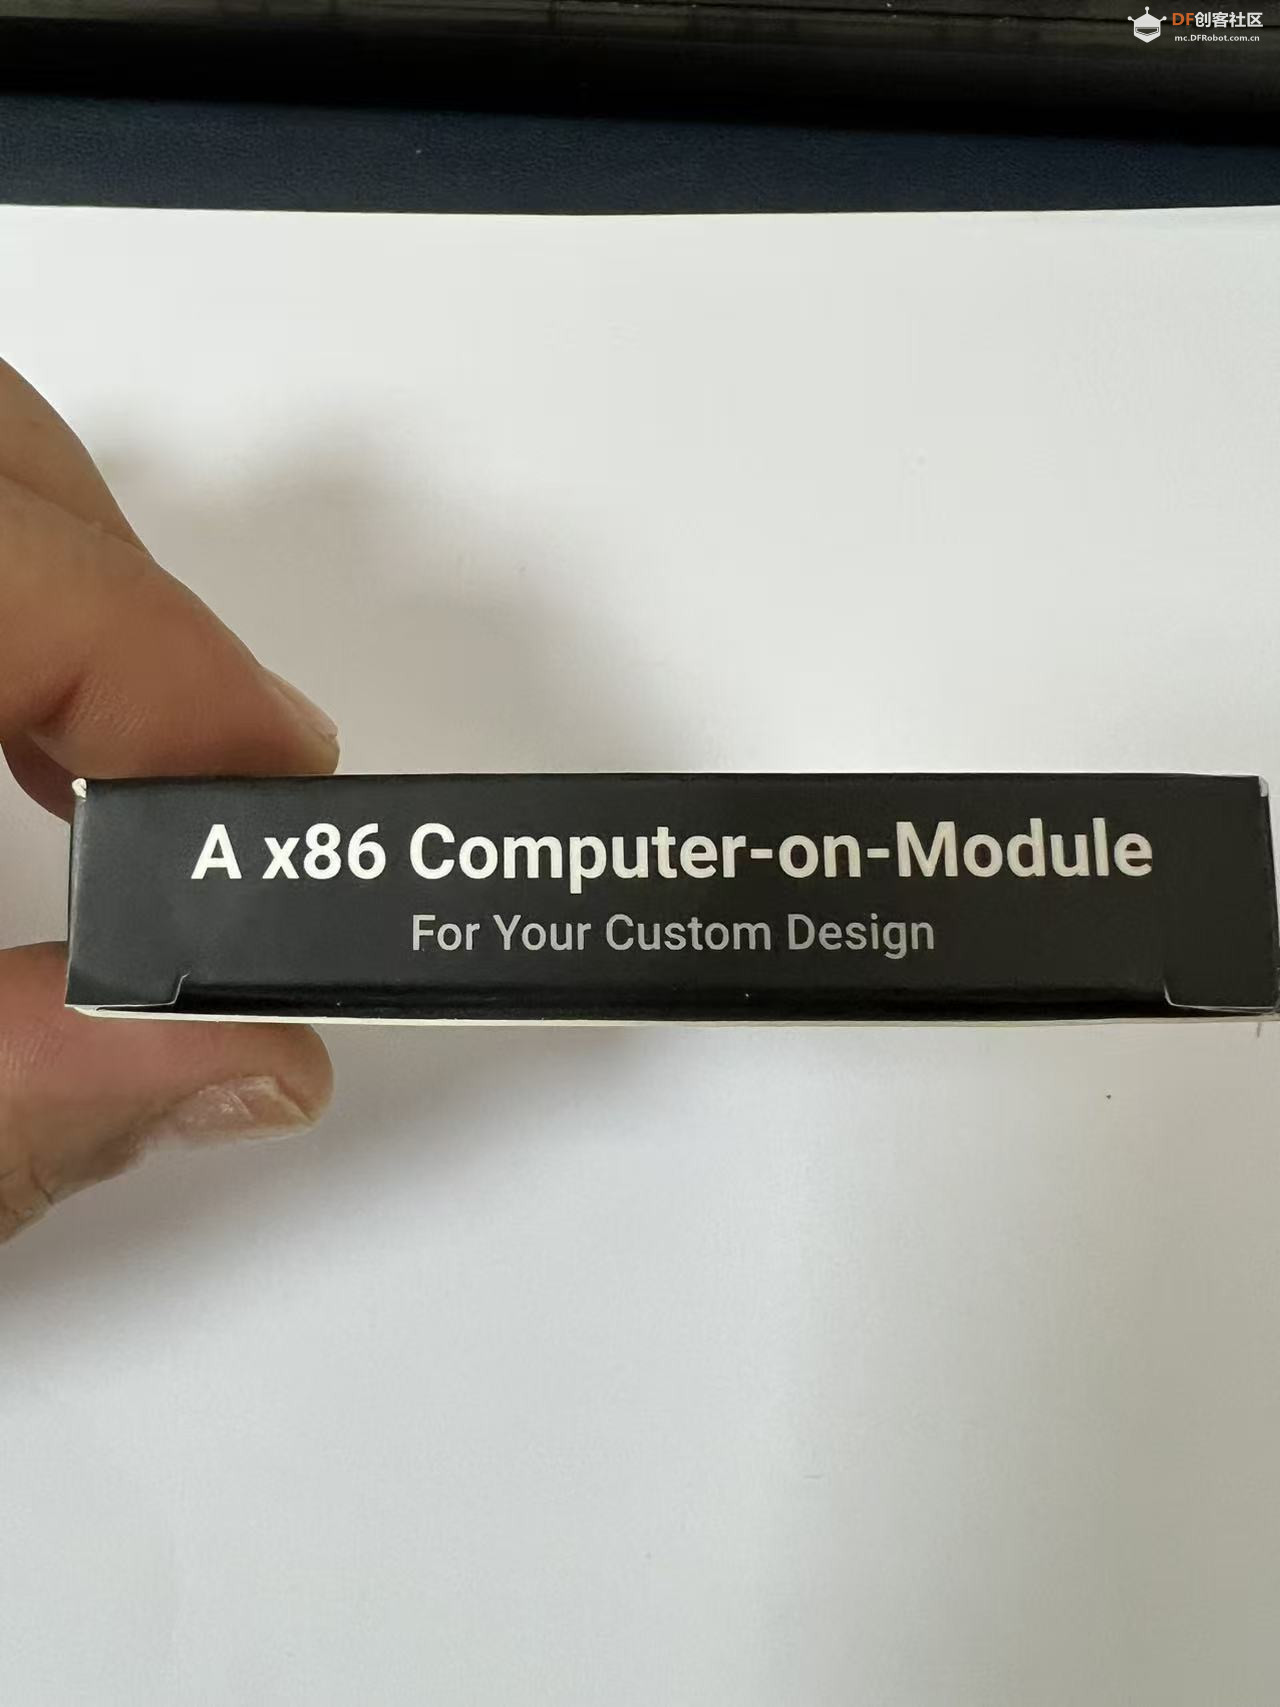 DF创客社区
mc.DFRobot.com.cn
A x86 Computer-on-Module
For Your Custom Design